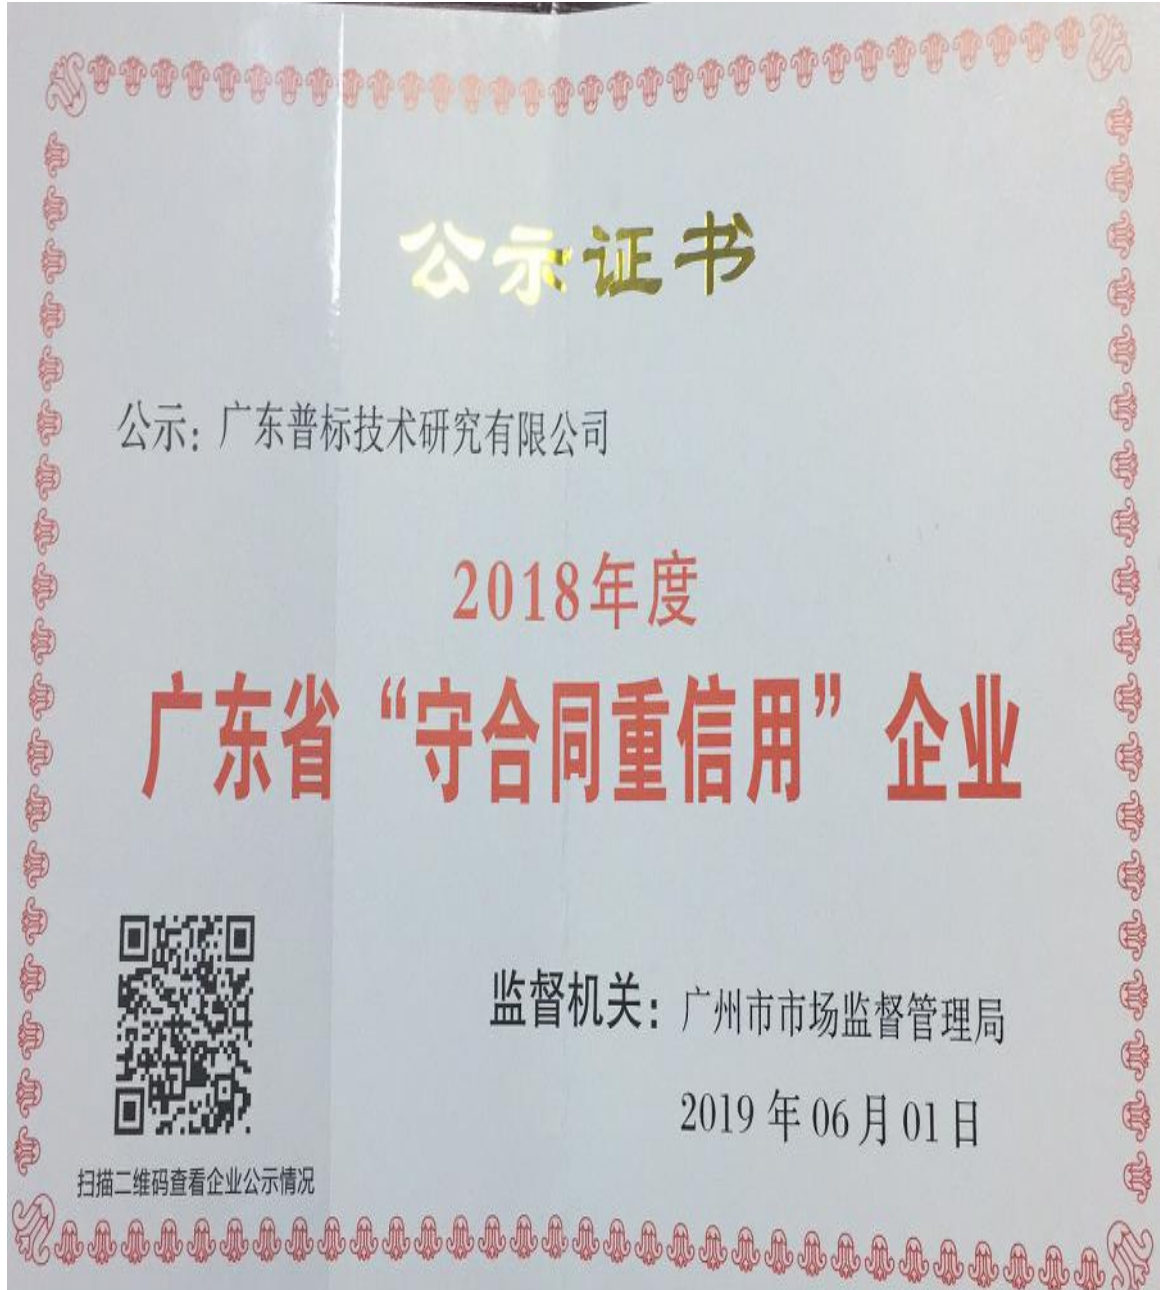 公示证书
公示：广东普标技术研究有限公司
2018年度
广东省“守合同重信用”企业
监督机关：广州市市场监督管理局
2019年06月01日
扫描二维码查看企业公示情况